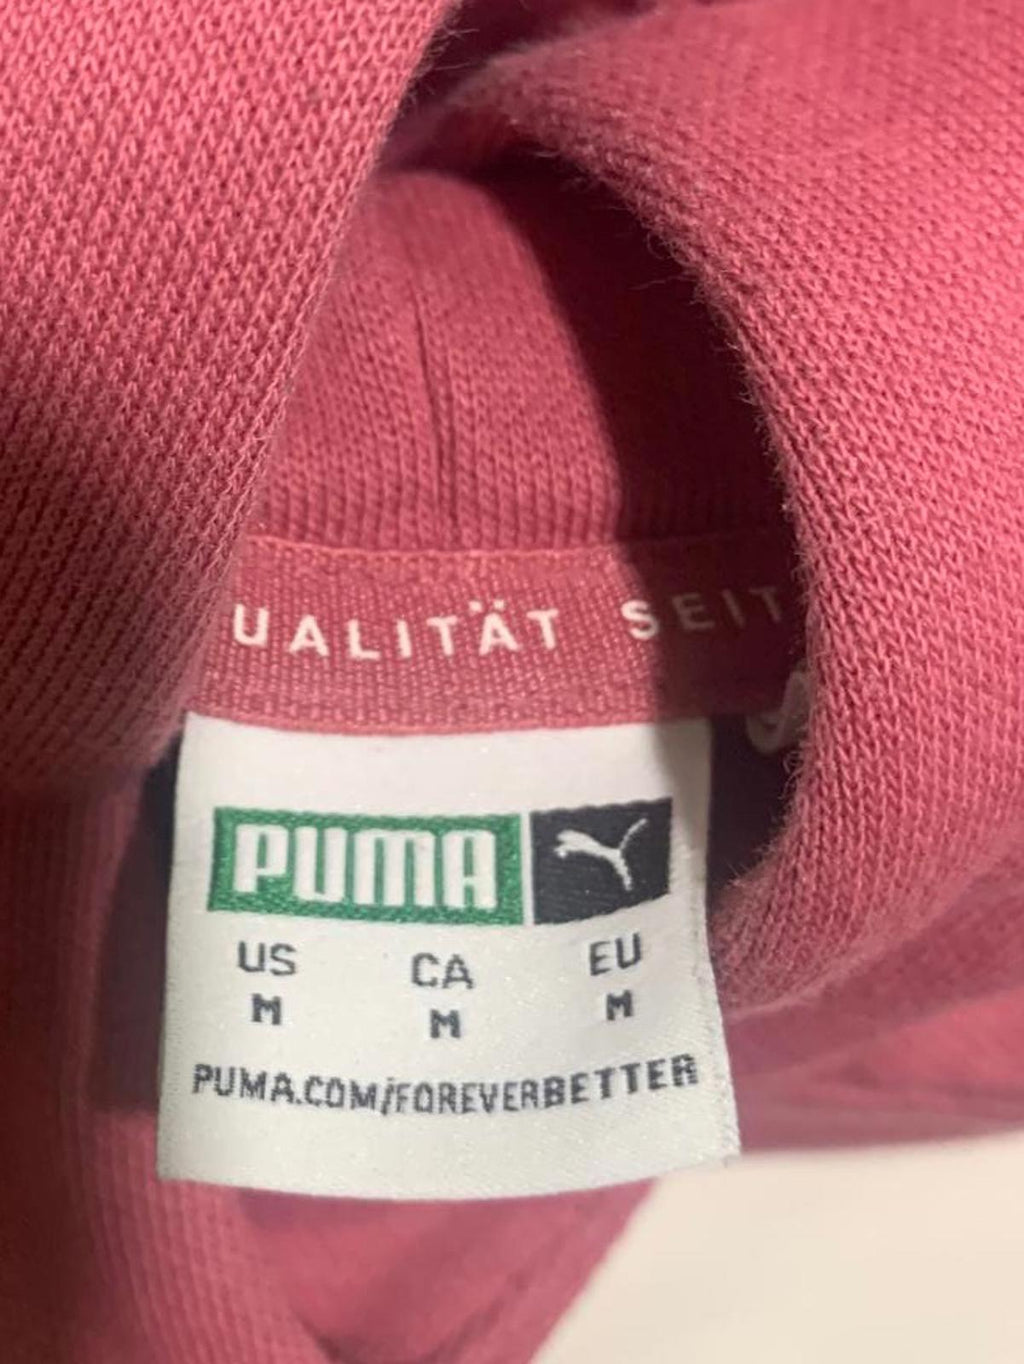 UALITÄT SEIT
PUMA
US CA EU
M M M
PUMA.COM/FOREVERBETTER